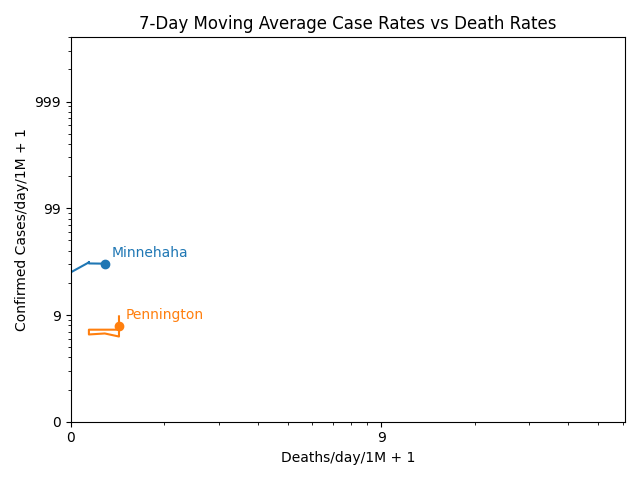 7-Day Moving Average Case Rates vs Death Rates
Confirmed Cases/day/1M + 1
999
99
9
0
Minnehaha
Pennington
0
9
Deaths/day/1M + 1